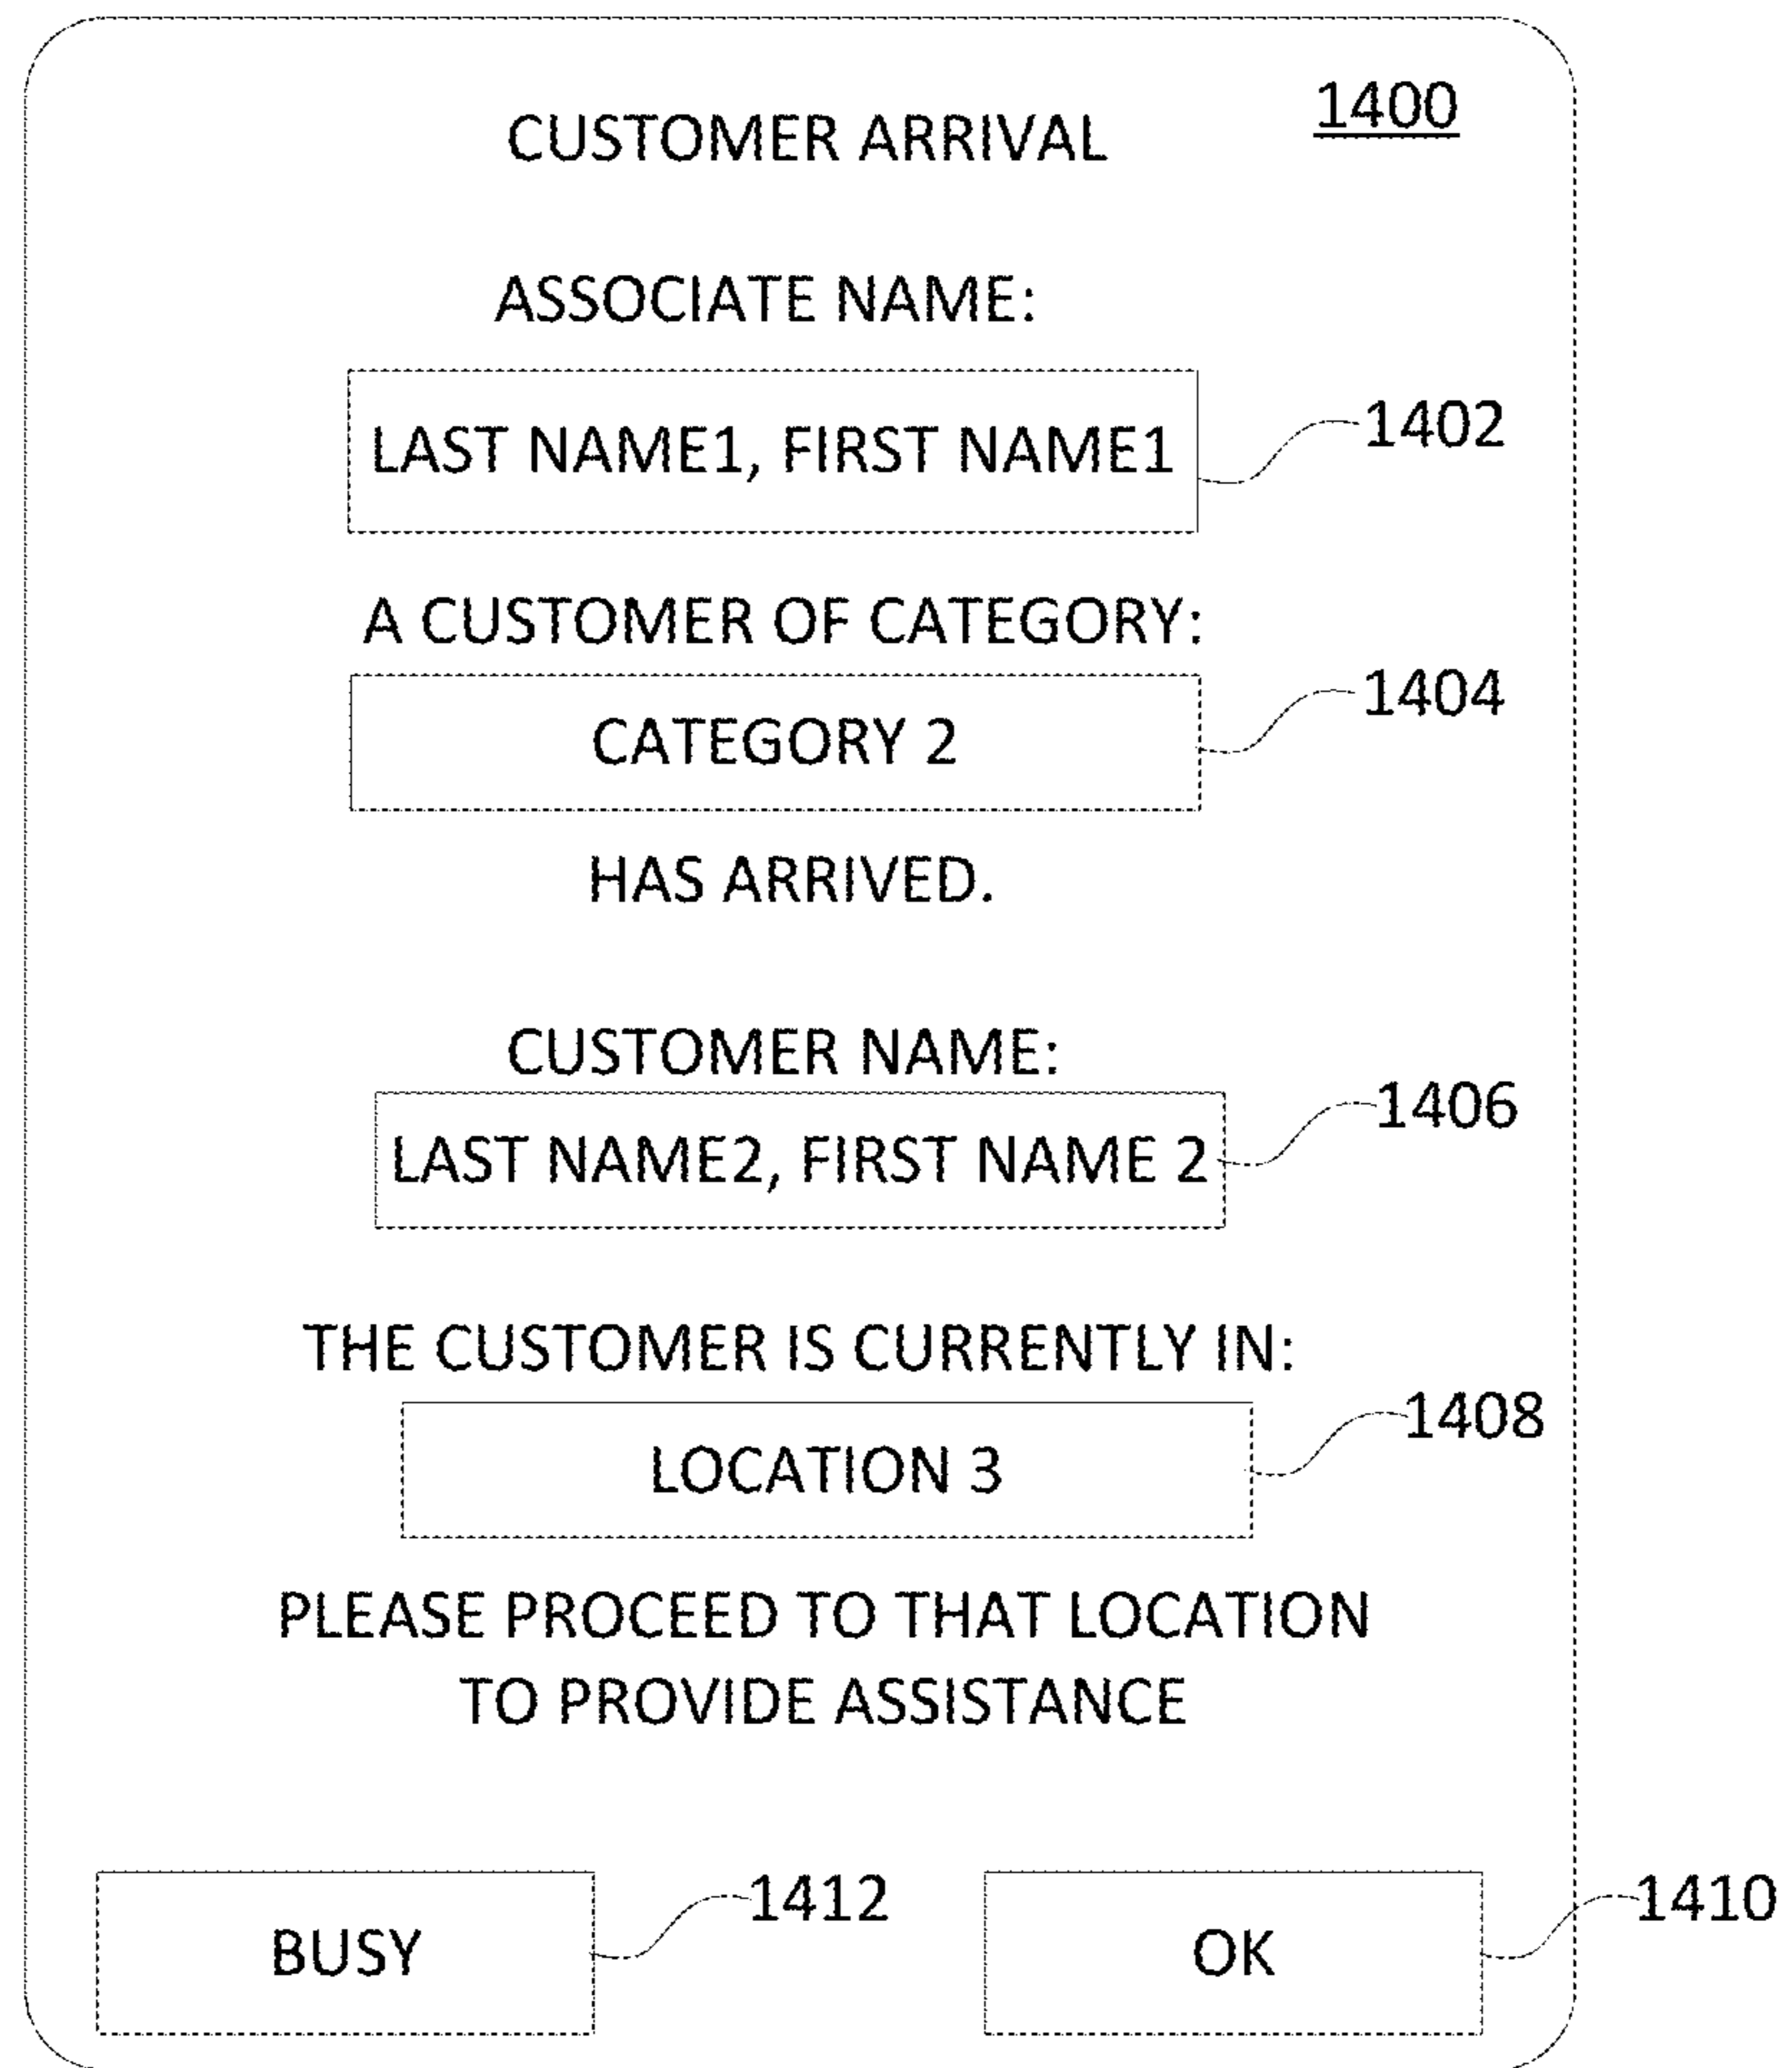 1400
CUSTOMER ARRIVAL
ASSOCIATE NAME:
LAST NAME1, FIRST NAME1
1402
A CUSTOMER OF CATEGORY:
CATEGORY 2
1404
HAS ARRIVED.
CUSTOMER NAME:
LAST NAME2, FIRST NAME 2
1406
THE CUSTOMER IS CURRENTLY IN:
LOCATION 3
1408
PLEASE PROCEED TO THAT LOCATION
TO PROVIDE ASSISTANCE
BUSY
1412
OK
1410